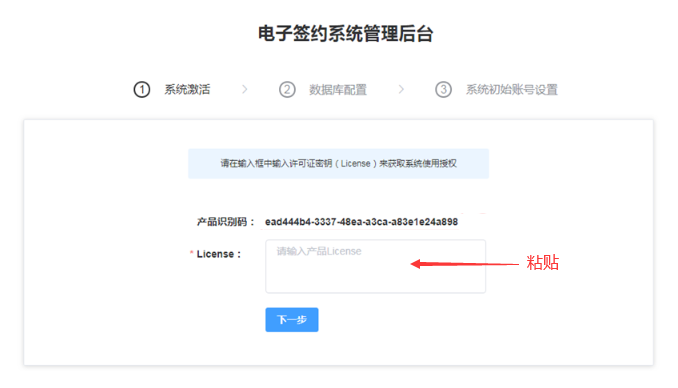 电子签约系统管理后台
1 系统激活 > 2 数据库配置 > 3 系统初始账号设置
请在输入框中输入许可证密钥（License）来获取系统使用授权
产品识别码： ead444b4-3337-48ea-a3ca-a83e1e24a898
* License： 请输入产品License
粘贴
下一步